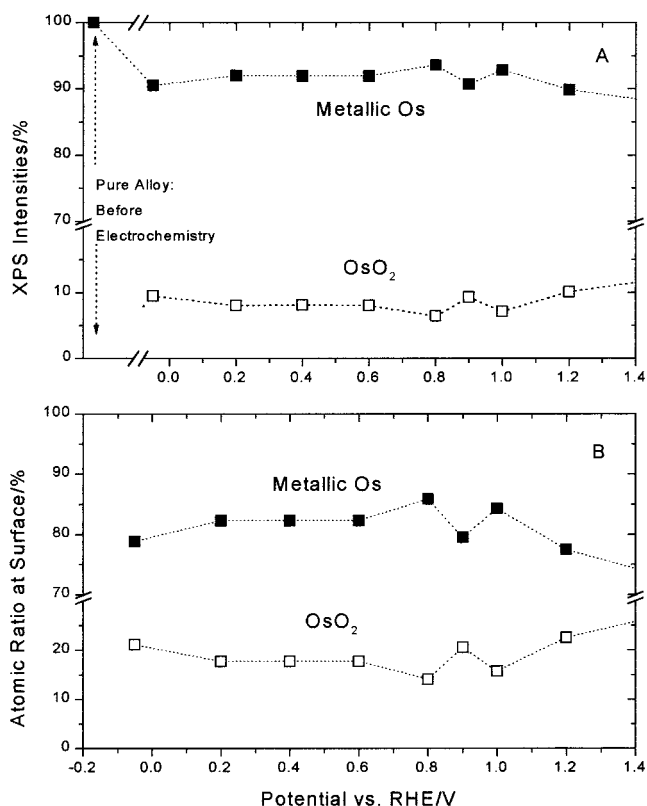 100
A
90
Metallic Os
80
Pure Alloy:
Before
Electrochemistry
70
XPS Intensities/%
OsO₂
10
0
0.0 0.2 0.4 0.6 0.8 1.0 1.2 1.4
100
B
90
Metallic Os
80
70
Atomic Ratio at Surface/%
OsO₂
20
10
0
-0.2 0.0 0.2 0.4 0.6 0.8 1.0 1.2 1.4
Potential vs. RHE/V